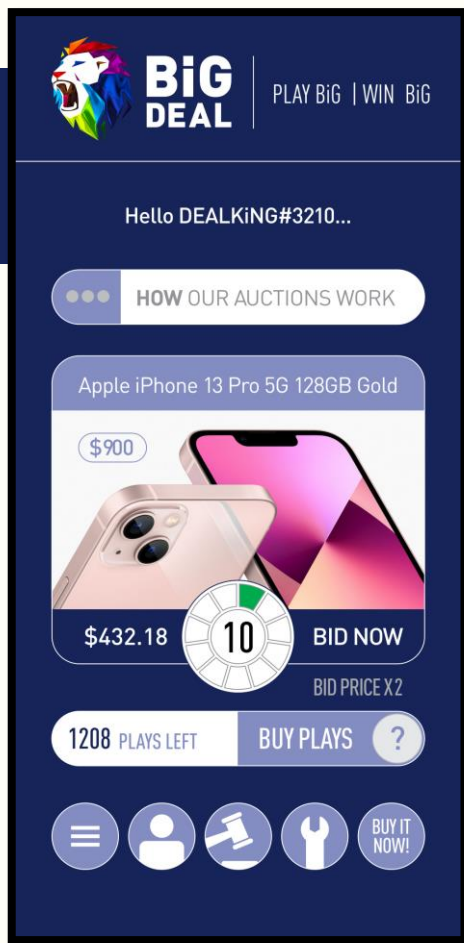 BiG
DEAL
PLAY BiG | WIN BiG
Hello DEALKiNG#3210...
HOW OUR AUCTIONS WORK
Apple iPhone 13 Pro 5G 128GB Gold
$900
$432.18
10
BID NOW
BID PRICE X2
1208 PLAYS LEFT
BUY PLAYS
?
BUY IT
NOW!